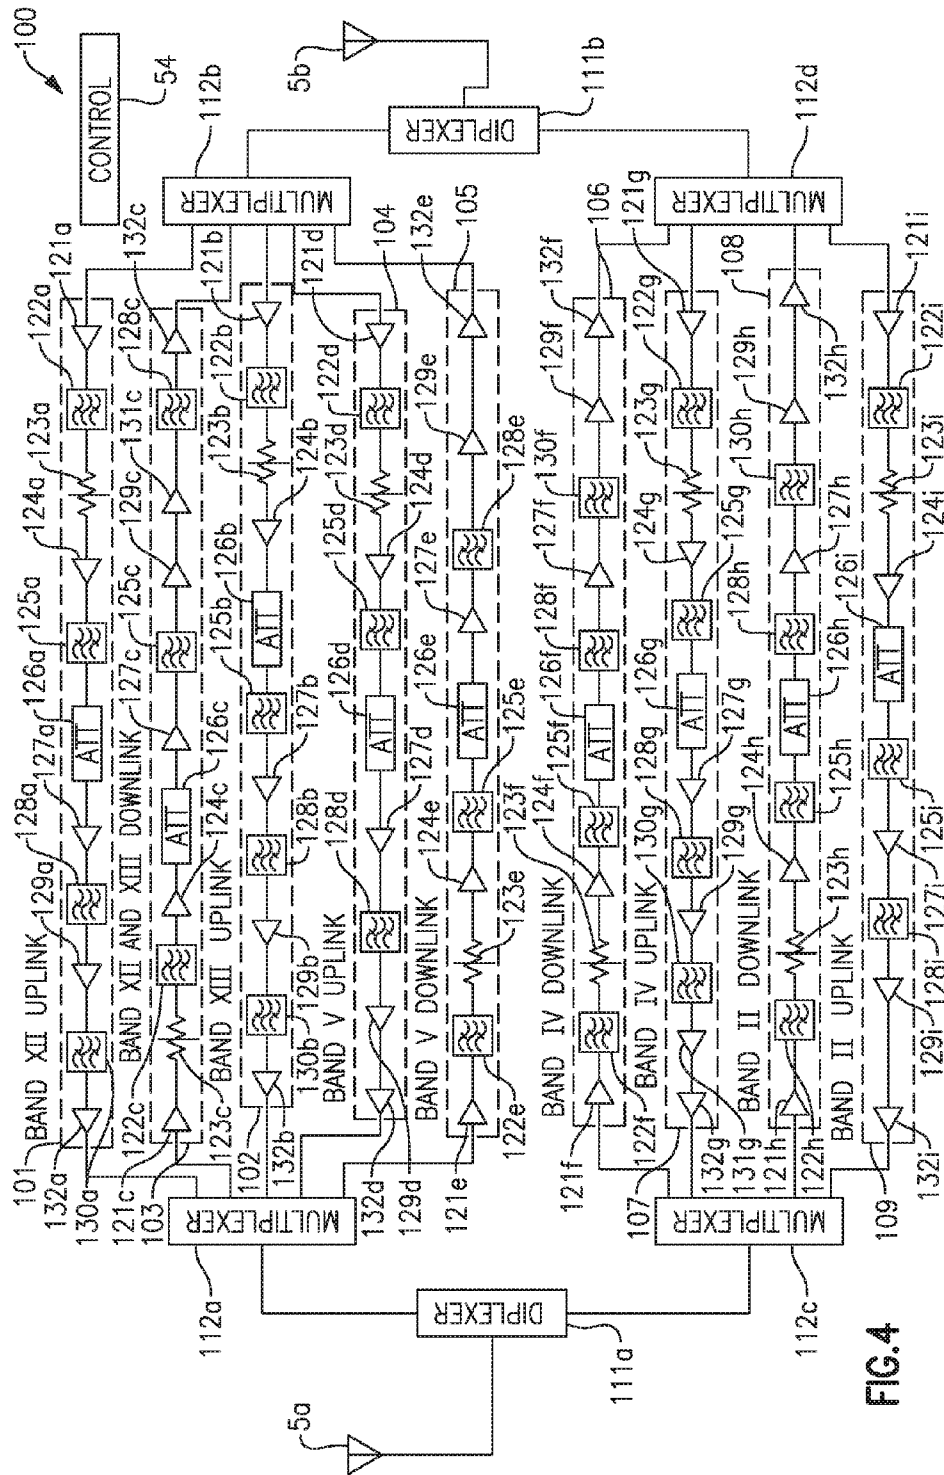 100
CONTROL
54
5b
DIPLEXER
111b
112b
MULTIPLEXER
112d
MULTIPLEXER
121a
122a
123a
124a
125a
126a
ATT
127a
128a
129a
BAND XII UPLINK
101
132a
130a
132c
128c
131c
129c
125c
127c
126c
ATT
124c
BAND XII AND XIII DOWNLINK
122c
121c
103
123c
121b
122b
123b
124b
126b
ATT
125b
127b
128b
129b
130b
BAND XIII UPLINK
102
132b
104
121d
122d
123d
124d
125d
126d
ATT
127d
128d
BAND V UPLINK
132d
129d
105
132e
129e
128e
127e
126e
ATT
125e
124e
123e
BAND V DOWNLINK
122e
121e
106
132f
129f
130f
127f
128f
126f
ATT
125f
124f
123f
BAND IV DOWNLINK
122f
121f
121g
122g
123g
124g
125g
126g
ATT
127g
128g
129g
130g
BAND IV UPLINK
107
132g
131g
108
132h
129h
130h
127h
128h
126h
ATT
125h
124h
123h
BAND II DOWNLINK
122h
121h
121i
122i
123i
124i
126i
ATT
125i
127i
128i
129i
BAND II UPLINK
109
132i
MULTIPLEXER
112a
MULTIPLEXER
112c
DIPLEXER
111a
5a
FIG.4